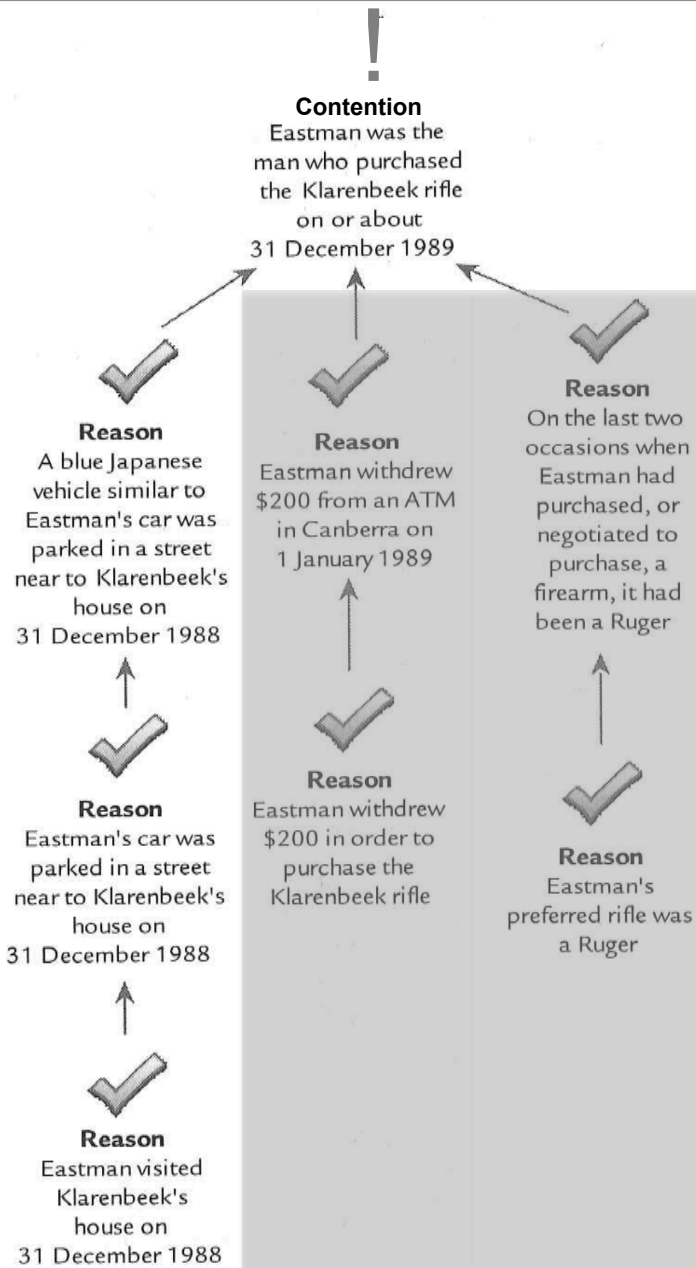 !
Contention
Eastman was the
man who purchased
the Klarenbeek rifle
on or about
31 December 1989
Reason
A blue Japanese
vehicle similar to
Eastman's car was
parked in a street
near to Klarenbeek's
house on
31 December 1988
Reason
Eastman's car was
parked in a street
near to Klarenbeek's
house on
31 December 1988
Reason
Eastman visited
Klarenbeek's
house on
31 December 1988
Reason
Eastman withdrew
$200 from an ATM
in Canberra on
1 January 1989
Reason
Eastman withdrew
$200 in order to
purchase the
Klarenbeek rifle
Reason
On the last two
occasions when
Eastman had
purchased, or
negotiated to
purchase, a
firearm, it had
been a Ruger
Reason
Eastman's
preferred rifle was
a Ruger